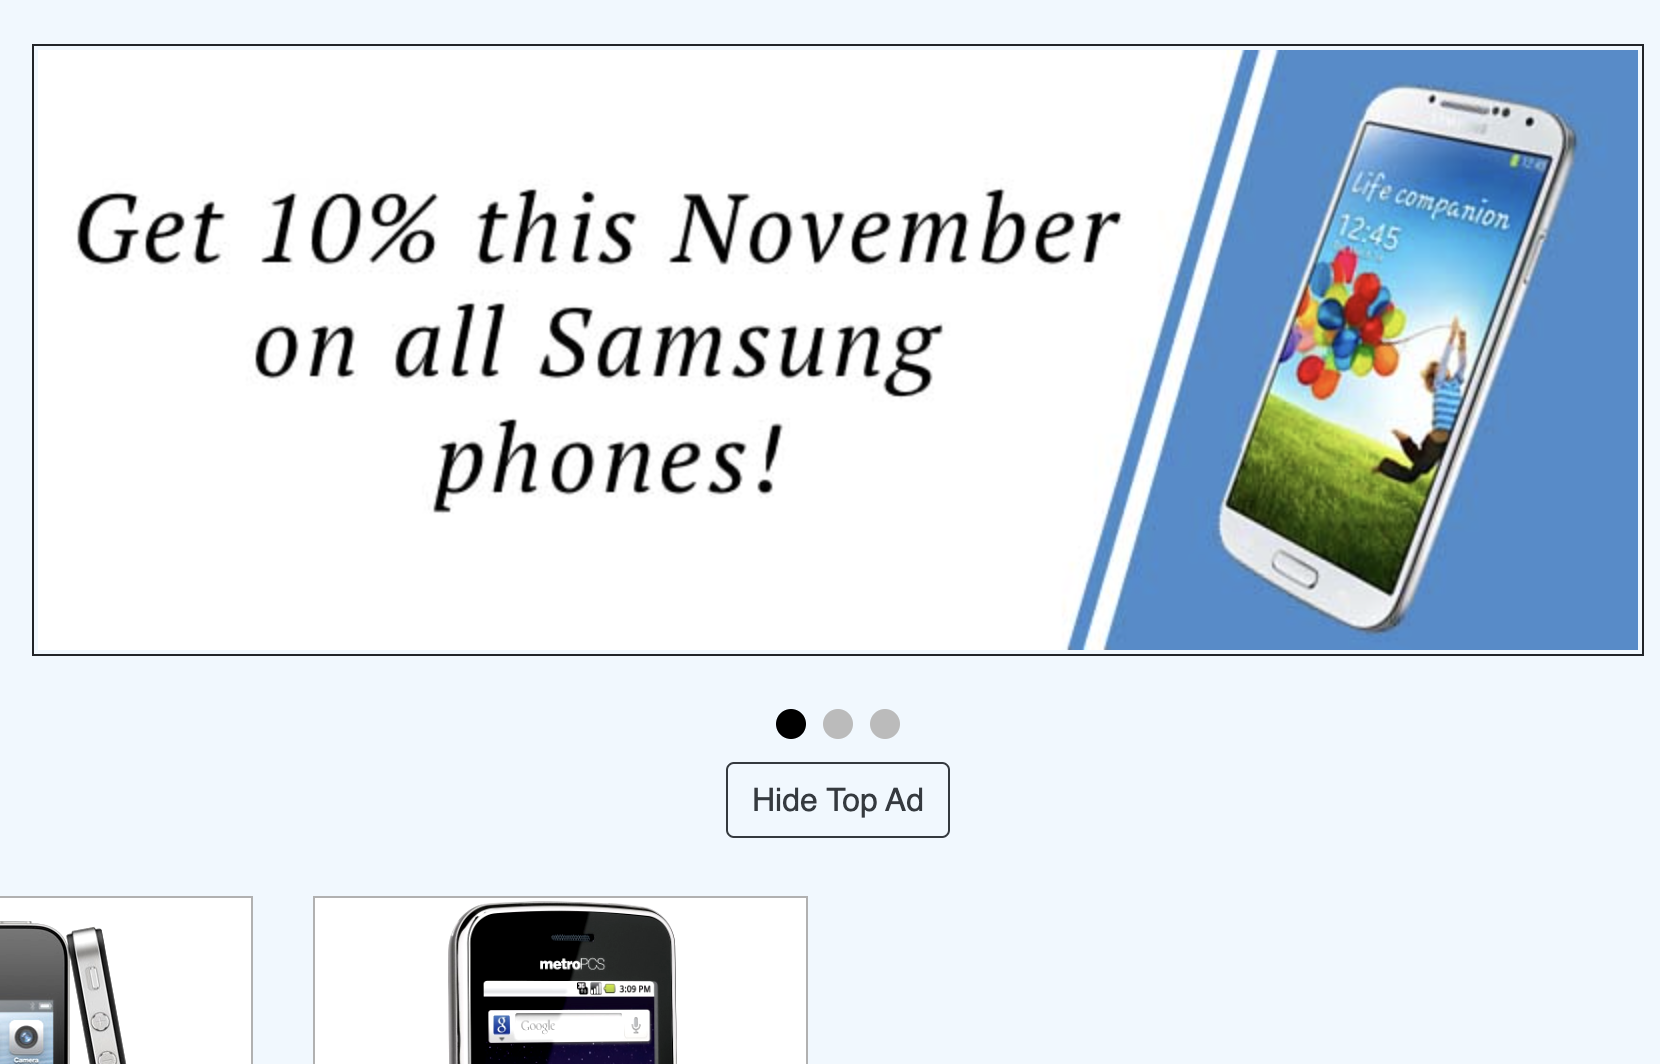 Get 10% this November
on all Samsung
phones!
Life companion
12:45
Hide Top Ad
metroPCS
3:09 PM
Google
Camera